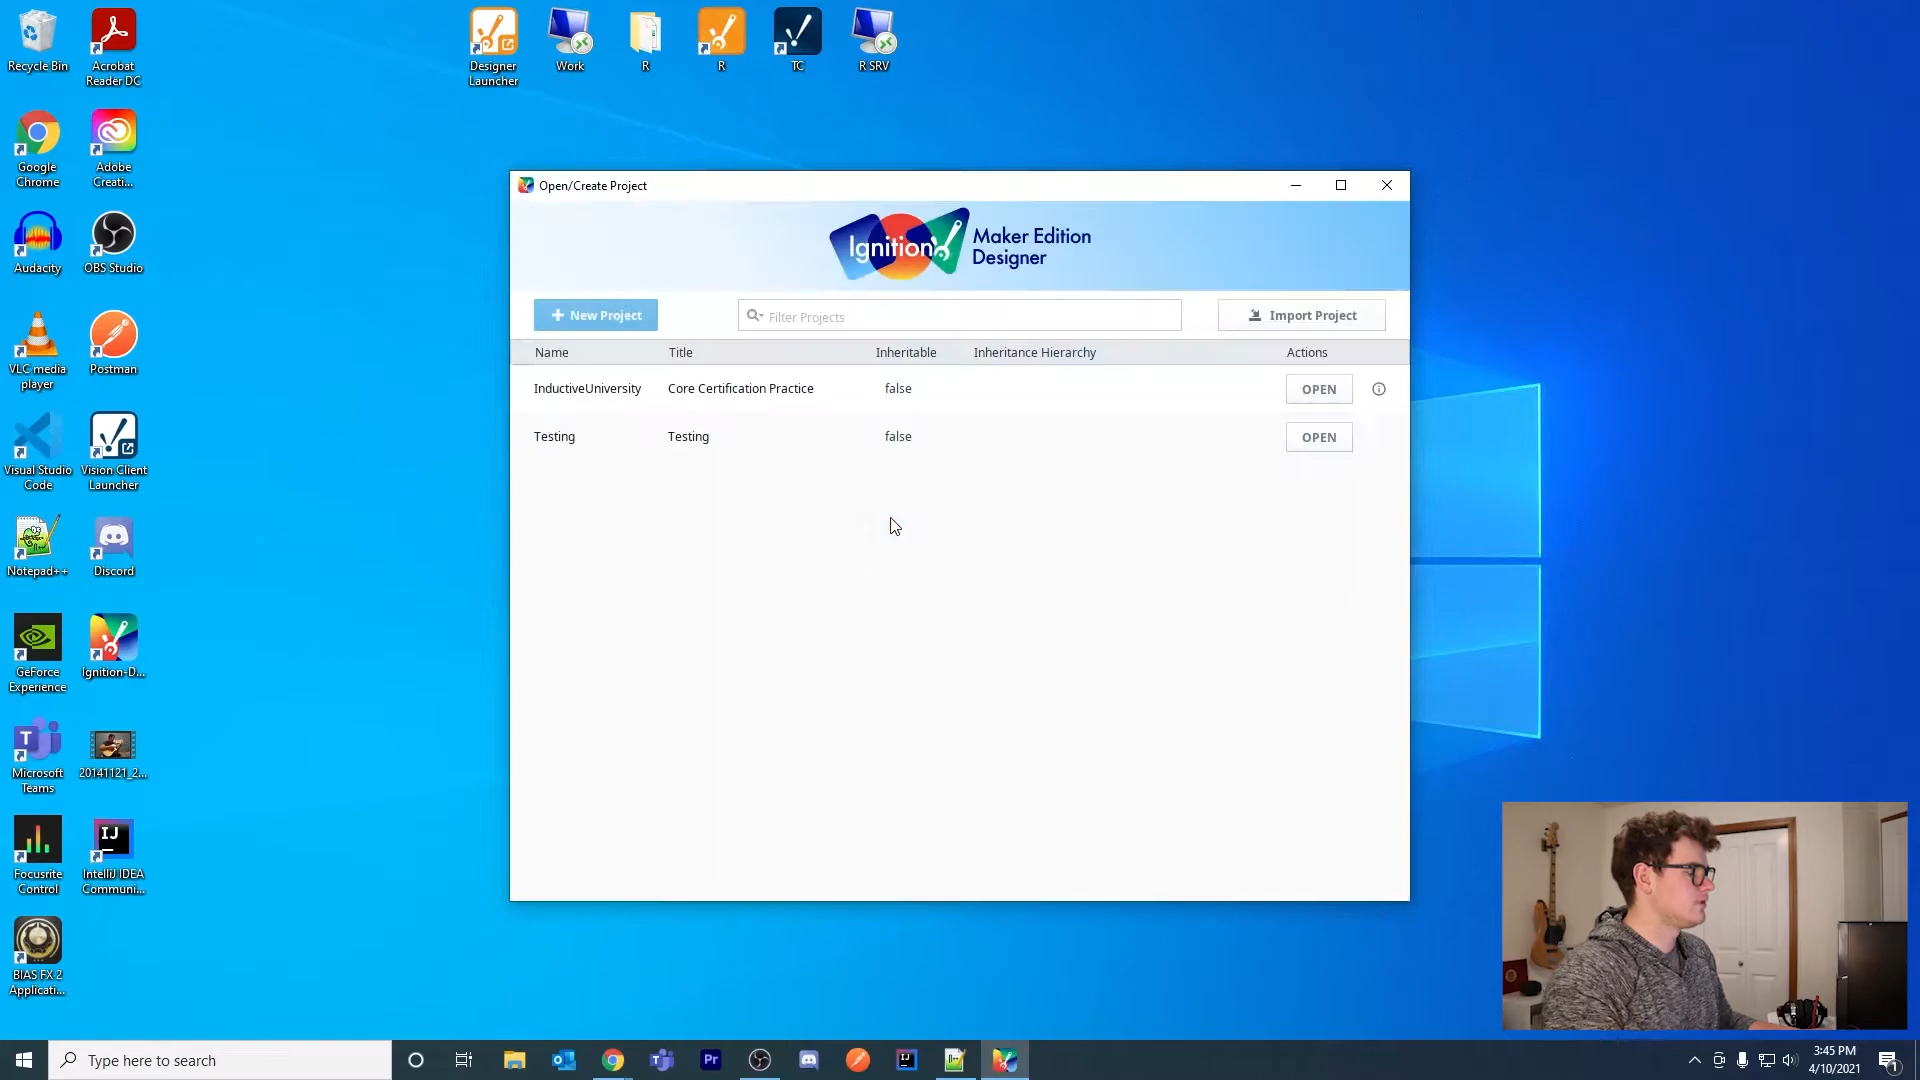 Recycle Bin
Acrobat
Reader DC
Designer
Launcher
Work
R
R
TC
R SRV
Google
Chrome
Adobe
Creati...
Audacity
OBS Studio
VLC media
player
Postman
Visual Studio
Code
Vision Client
Launcher
Notepad++
Discord
GeForce
Experience
Ignition-D...
Microsoft
Teams
20141121_2...
Focusrite
Control
IntelliJ IDEA
Communi...
BIAS FX 2
Applicati...
Open/Create Project
Ignition
Maker Edition
Designer
New Project
Filter Projects
Import Project
Name Title Inheritable Inheritance Hierarchy Actions
InductiveUniversity Core Certification Practice false OPEN
Testing Testing false OPEN
Type here to search
Pr
IJ
3:45 PM
4/10/2021
1